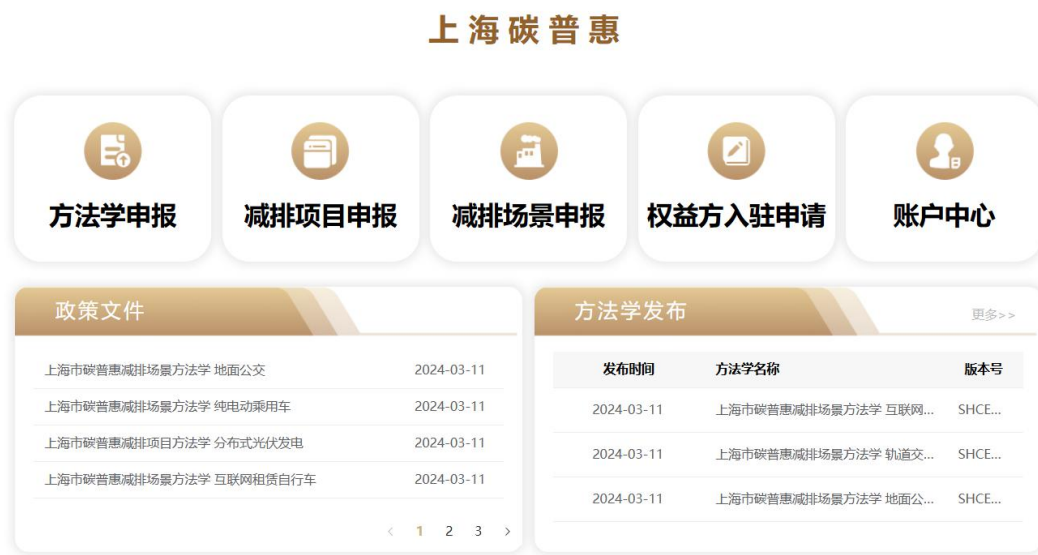 上海碳普惠
方法学申报
减排项目申报
减排场景申报
权益方入驻申请
账户中心
政策文件
上海市碳普惠减排场景方法学 地面公交 2024-03-11
上海市碳普惠减排场景方法学 纯电动乘用车 2024-03-11
上海市碳普惠减排项目方法学 分布式光伏发电 2024-03-11
上海市碳普惠减排场景方法学 互联网租赁自行车 2024-03-11
< 1 2 3 >
方法学发布 更多>>
发布时间 方法学名称 版本号
2024-03-11 上海市碳普惠减排场景方法学 互联网... SHCE...
2024-03-11 上海市碳普惠减排场景方法学 轨道交... SHCE...
2024-03-11 上海市碳普惠减排场景方法学 地面公... SHCE...